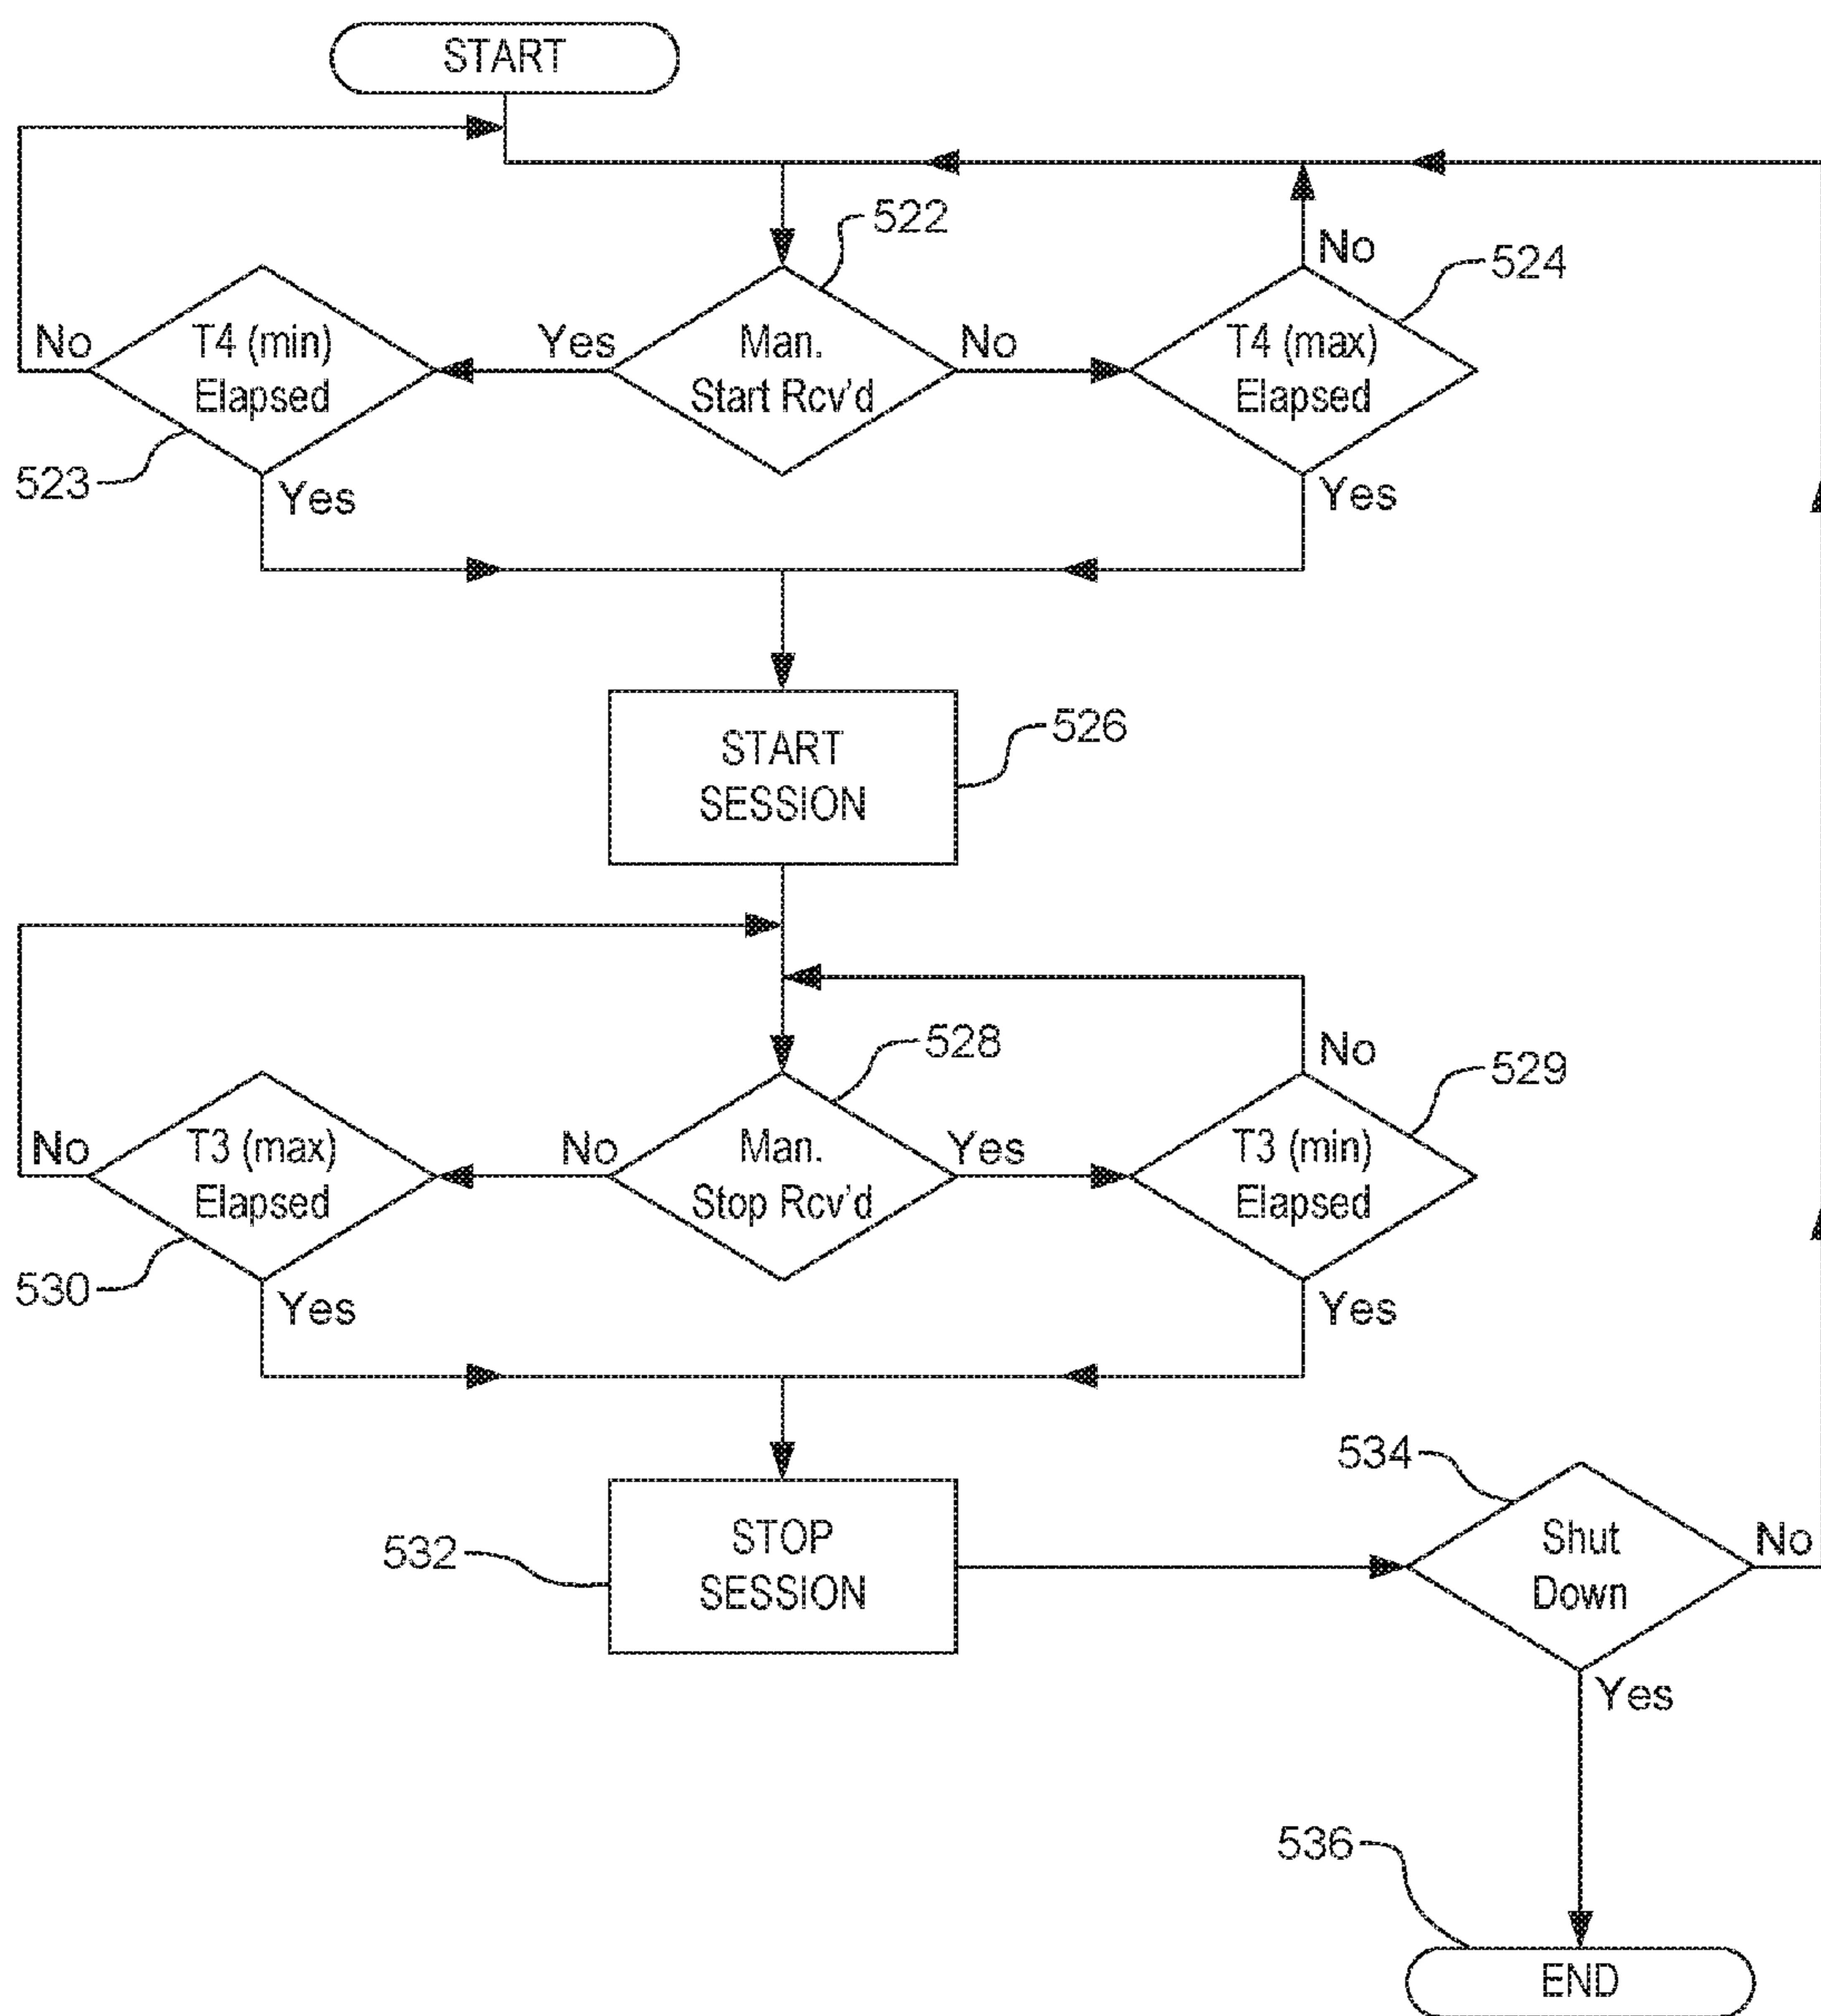 START
522
No
524
No
T4 (min)
Elapsed
Yes
Man.
Start Rcv'd
No
T4 (max)
Elapsed
523
Yes
Yes
START
SESSION
526
528
No
529
No
T3 (max)
Elapsed
No
Man.
Stop Rcv'd
Yes
T3 (min)
Elapsed
530
Yes
Yes
534
532
STOP
SESSION
Shut
Down
No
Yes
536
END